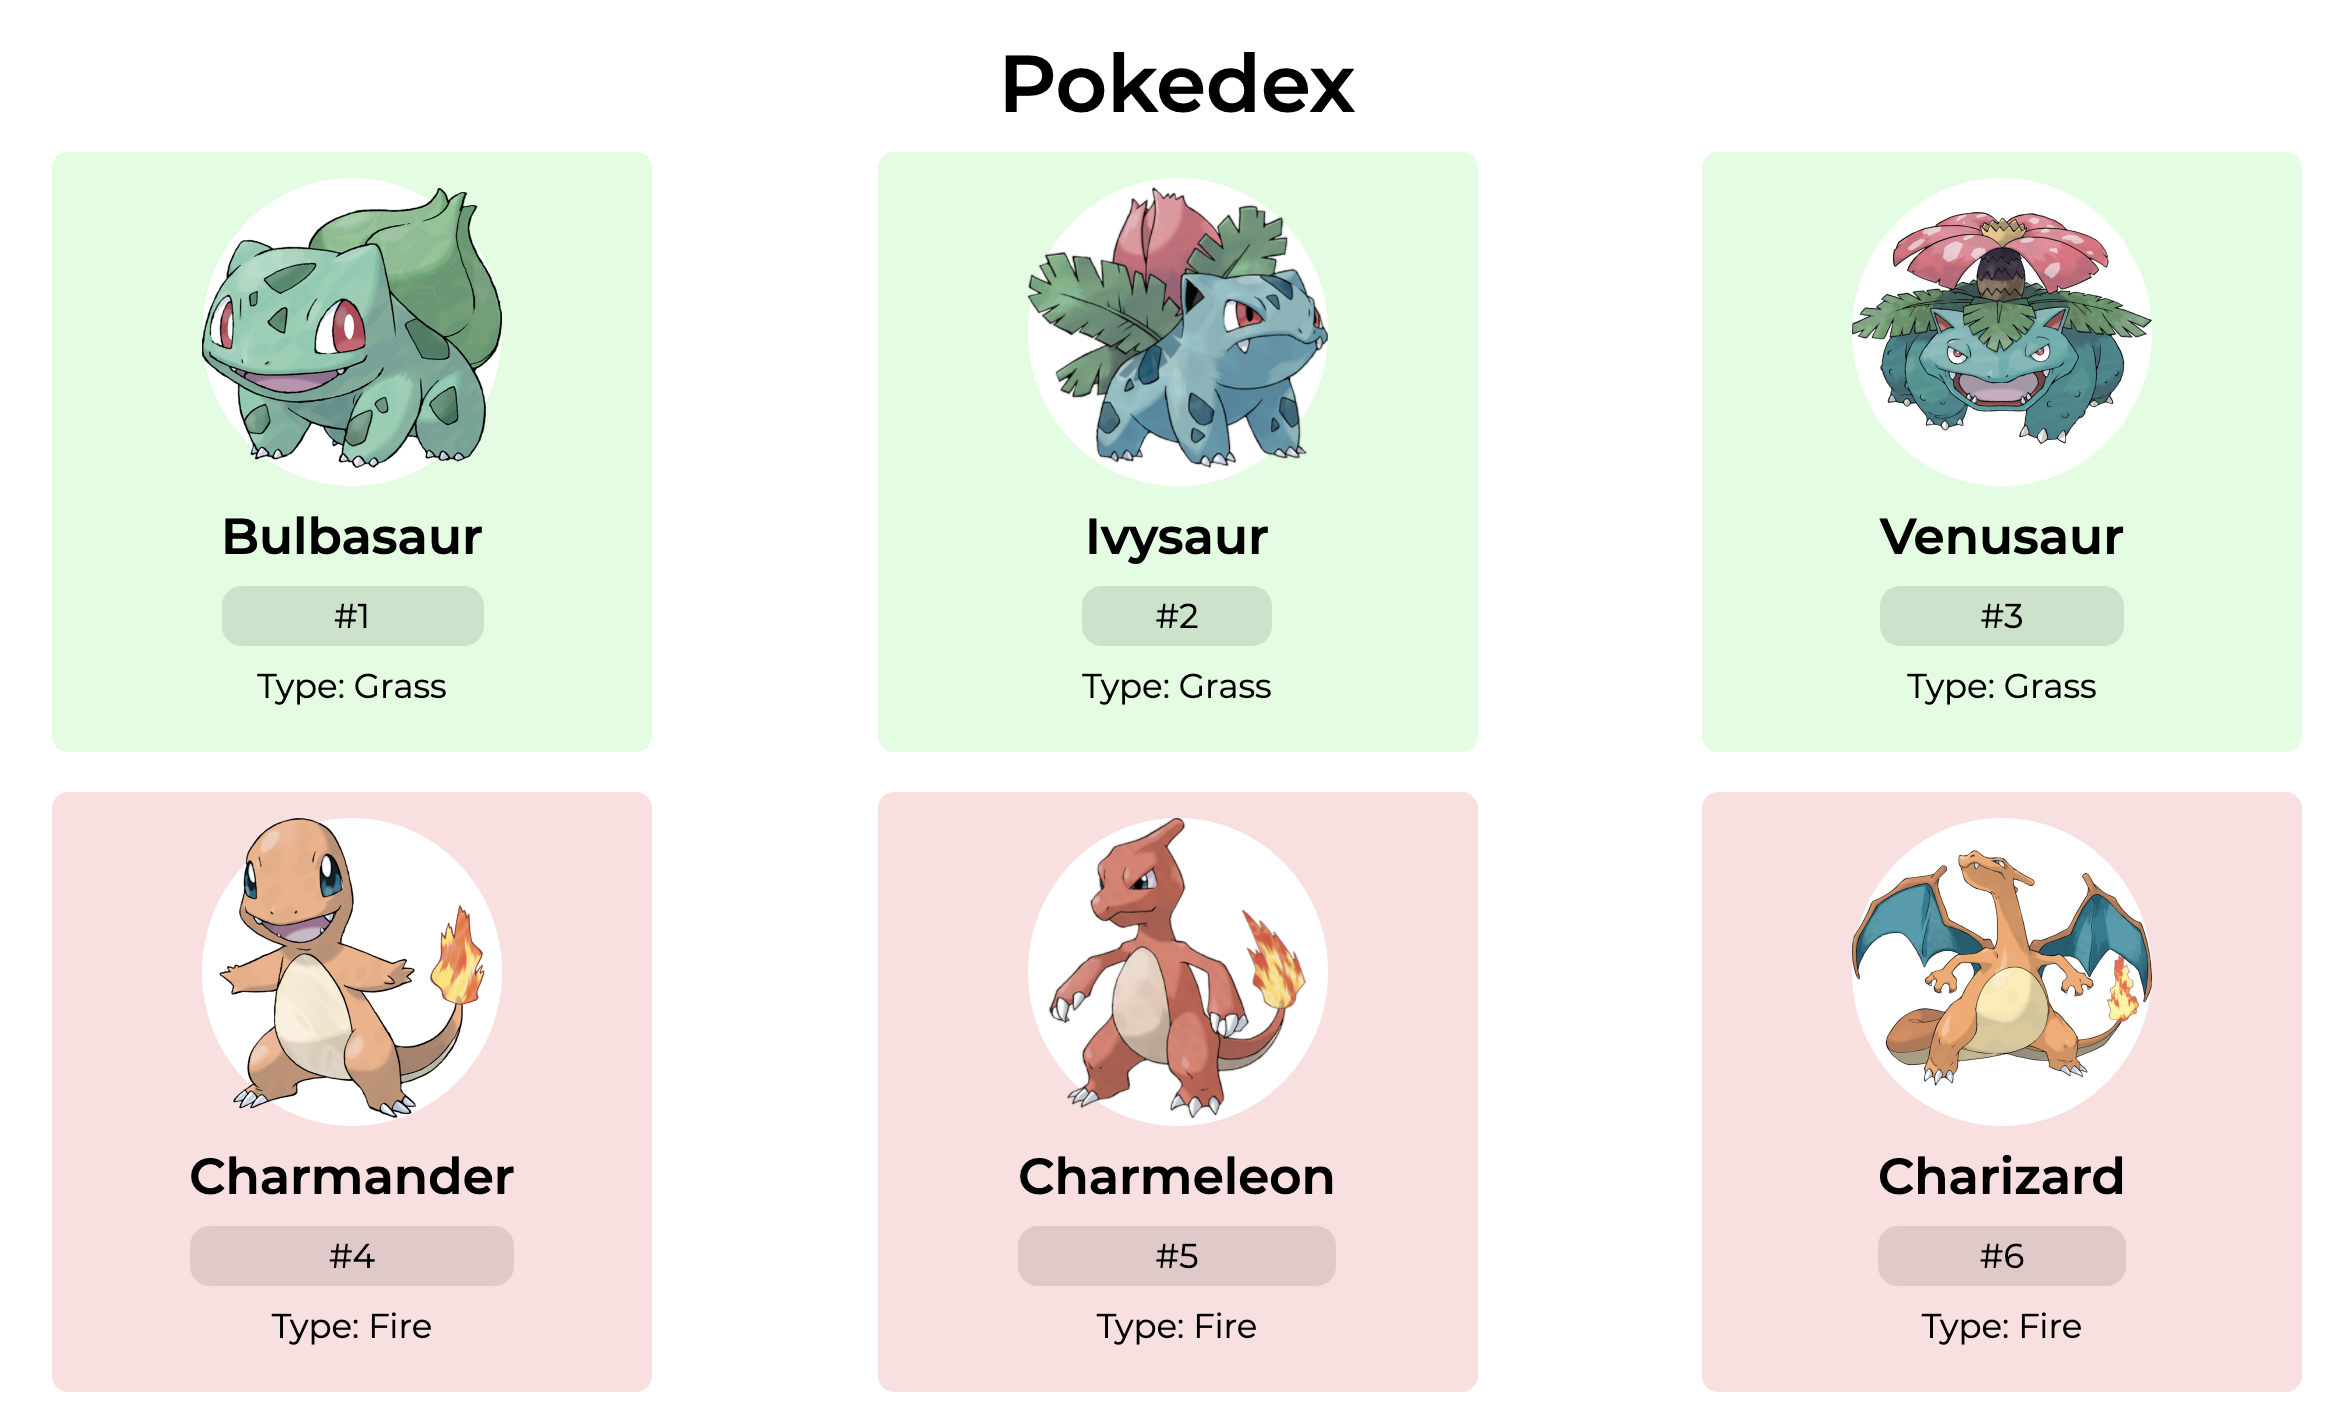 Pokedex
Bulbasaur
#1
Type: Grass
Ivysaur
#2
Type: Grass
Venusaur
#3
Type: Grass
Charmander
#4
Type: Fire
Charmeleon
#5
Type: Fire
Charizard
#6
Type: Fire